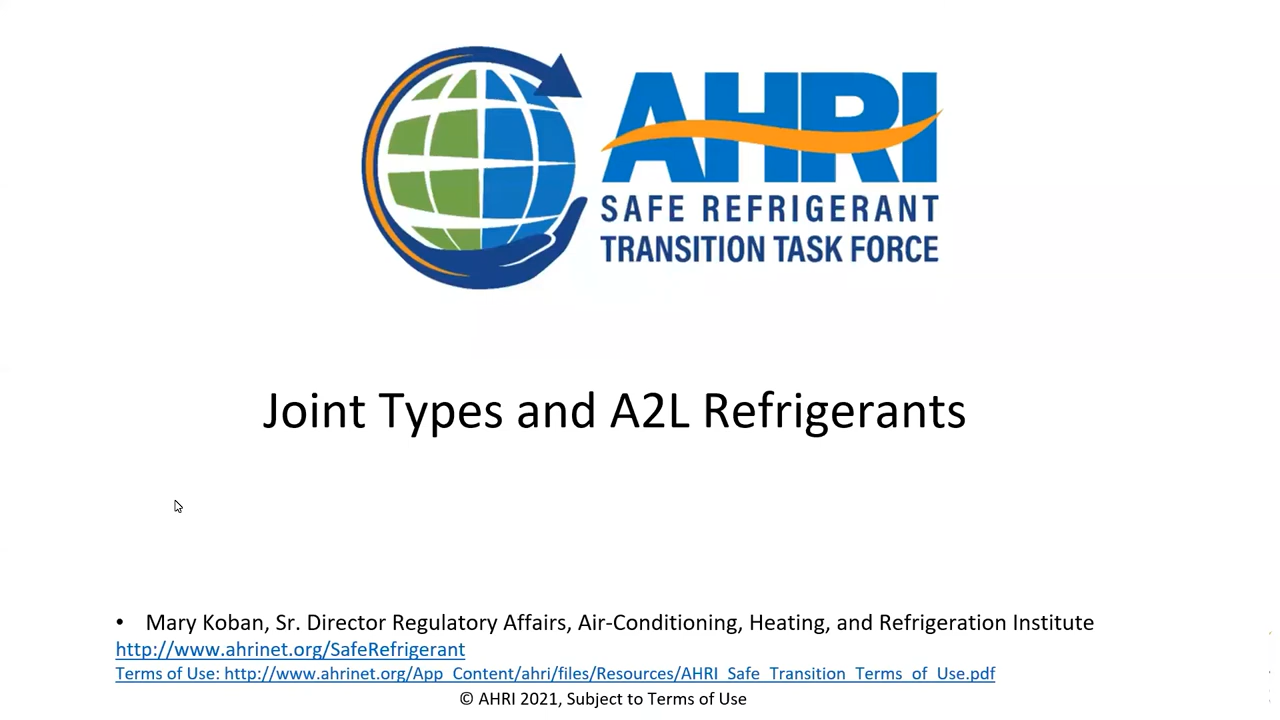 AHRI
SAFE REFRIGERANT
TRANSITION TASK FORCE
Joint Types and A2L Refrigerants
• Mary Koban, Sr. Director Regulatory Affairs, Air-Conditioning, Heating, and Refrigeration Institute
http://www.ahrinet.org/SafeRefrigerant
Terms of Use: http://www.ahrinet.org/App_Content/ahri/files/Resources/AHRI_Safe_Transition_Terms_of_Use.pdf
© AHRI 2021, Subject to Terms of Use